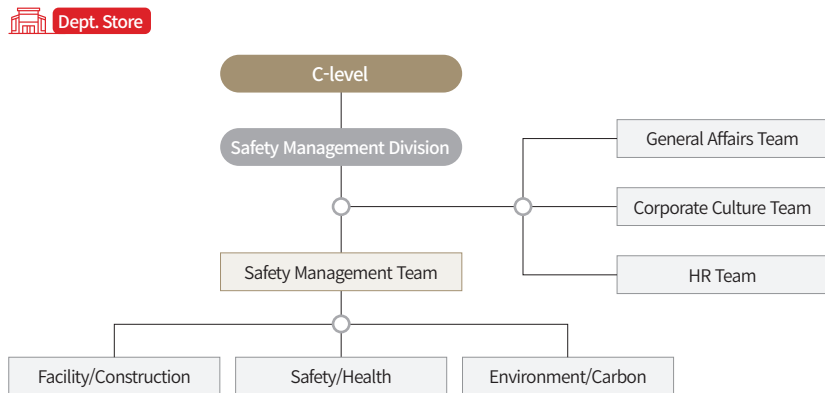 Dept. Store
C-level
Safety Management Division
General Affairs Team
Corporate Culture Team
HR Team
Safety Management Team
Facility/Construction
Safety/Health
Environment/Carbon